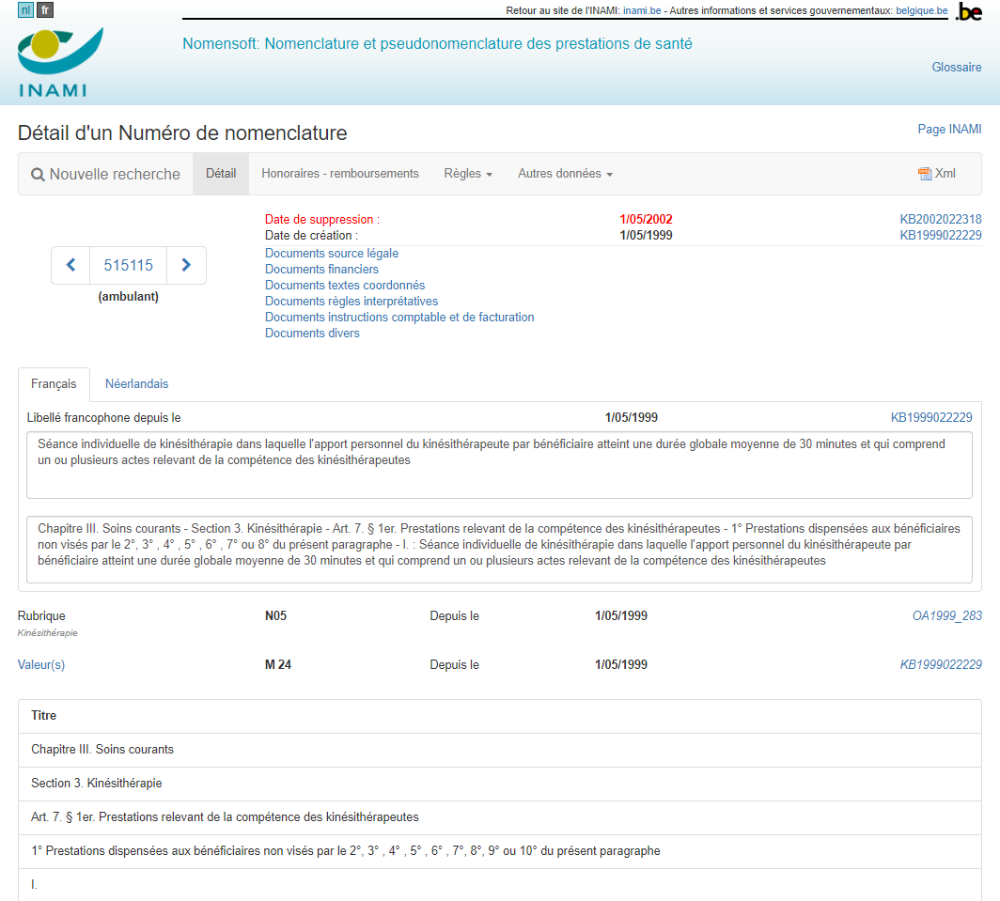 nl fr
Retour au site de l'INAMI: inami.be - Autres informations et services gouvernementaux: belgique.be
.be
Nomensoft: Nomenclature et pseudonomenclature des prestations de santé
Glossaire
INAMI
Détail d'un Numéro de nomenclature
Page INAMI
Nouvelle recherche Détail Honoraires - remboursements Règles Autres données Xml
Date de suppression : 1/05/2002 KB2002022318
Date de création : 1/05/1999 KB1999022229
Documents source légale
515115
(ambulant)
Documents financiers
Documents textes coordonnés
Documents règles interprétatives
Documents instructions comptable et de facturation
Documents divers
Français Néerlandais
Libellé francophone depuis le 1/05/1999 KB1999022229
Séance individuelle de kinésithérapie dans laquelle l'apport personnel du kinésithérapeute par bénéficiaire atteint une durée globale moyenne de 30 minutes et qui comprend
un ou plusieurs actes relevant de la compétence des kinésithérapeutes
Chapitre III. Soins courants - Section 3. Kinésithérapie - Art. 7. § 1er. Prestations relevant de la compétence des kinésithérapeutes - 1° Prestations dispensées aux bénéficiaires
non visés par le 2°, 3° , 4° , 5° , 6° , 7° ou 8° du présent paragraphe - I. : Séance individuelle de kinésithérapie dans laquelle l'apport personnel du kinésithérapeute par
bénéficiaire atteint une durée globale moyenne de 30 minutes et qui comprend un ou plusieurs actes relevant de la compétence des kinésithérapeutes
Rubrique N05 Depuis le 1/05/1999 OA1999_283
Kinésithérapie
Valeur(s) M 24 Depuis le 1/05/1999 KB1999022229
Titre
Chapitre III. Soins courants
Section 3. Kinésithérapie
Art. 7. § 1er. Prestations relevant de la compétence des kinésithérapeutes
1° Prestations dispensées aux bénéficiaires non visés par le 2°, 3° , 4° , 5° , 6° , 7°, 8°, 9° ou 10° du présent paragraphe
I.